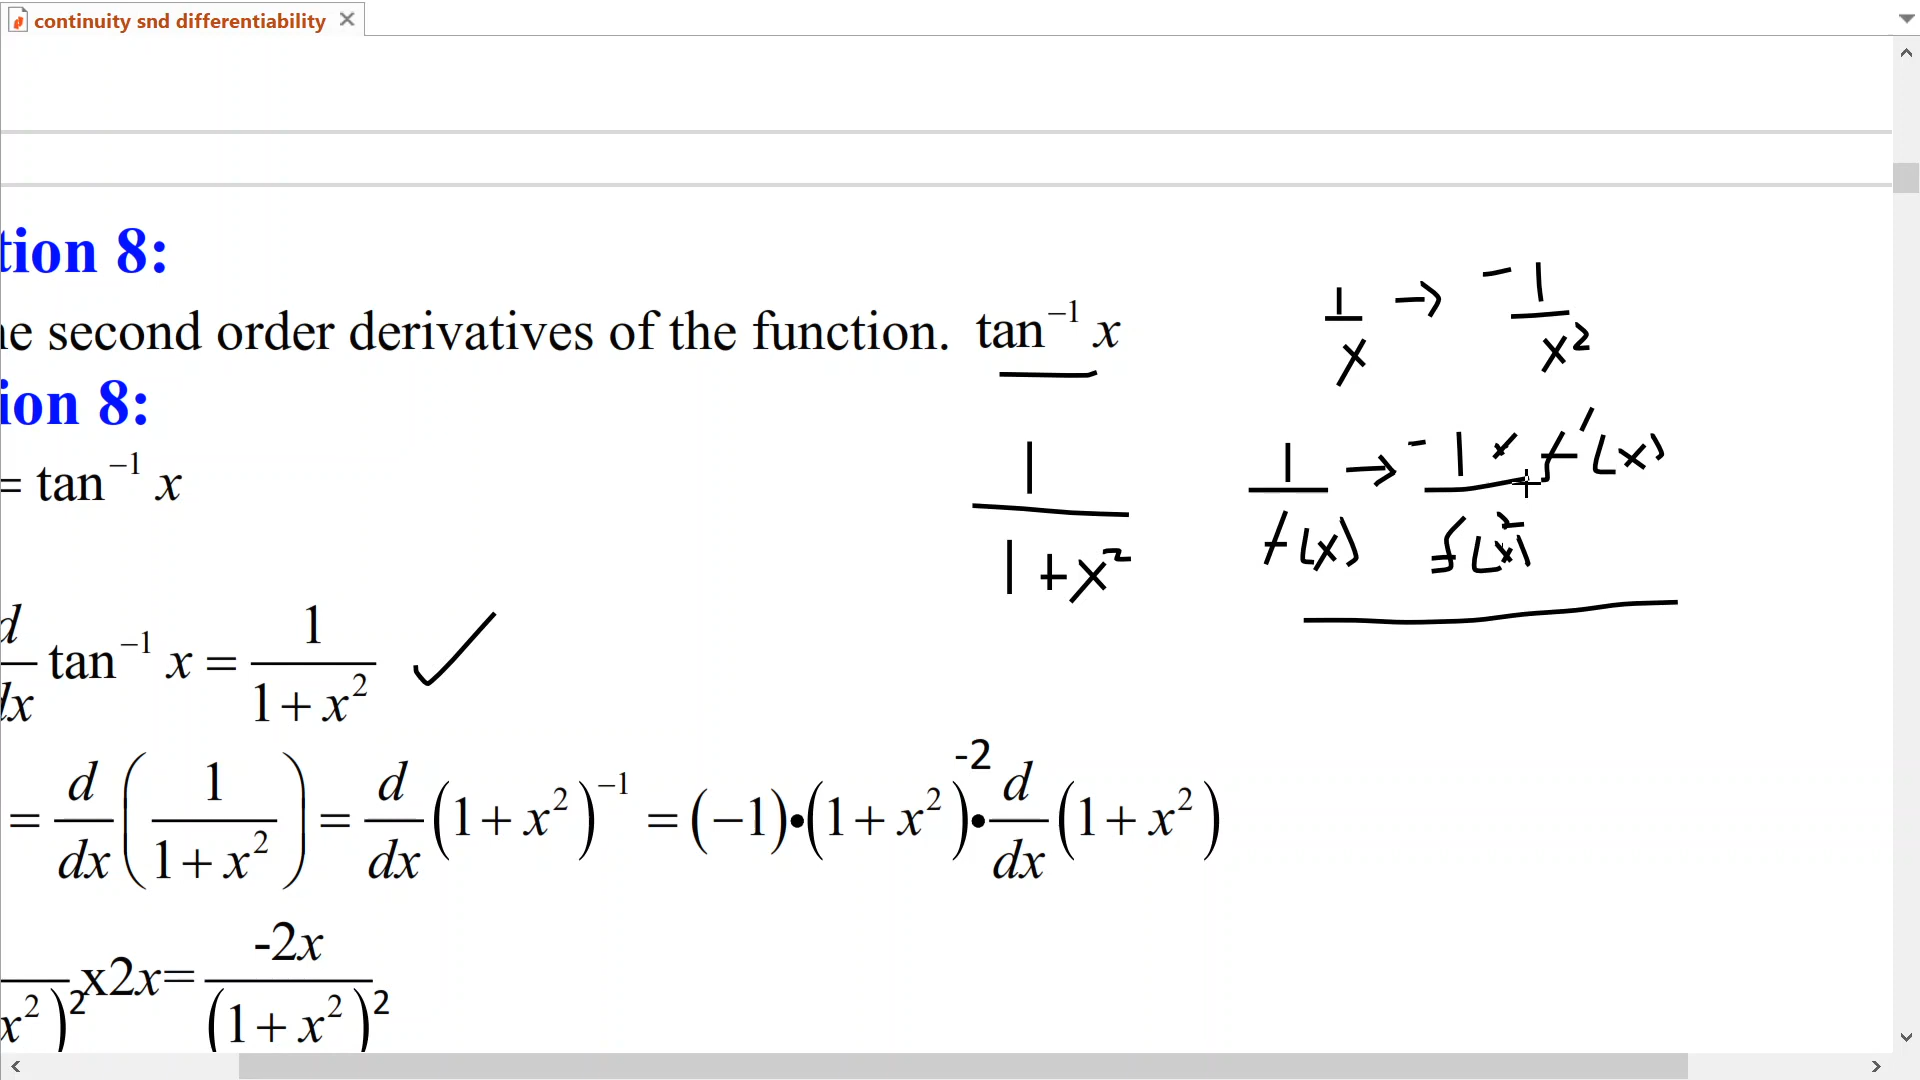 continuity snd differentiability
tion 8:
e second order derivatives of the function. tan⁻¹ x
ion 8:
= tan⁻¹ x
1/x → -1/x²
1/f(x) → -1/f(x)² × f'(x)
1/(1+x²)
d/dx tan⁻¹ x = 1/(1+x²) ✓
= d/dx (1/(1+x²)) = d/dx (1+x²)⁻¹ = (−1)•(1+x²)-2•d/dx (1+x²)
x²)2 x2x= -2x/(1+x²)2